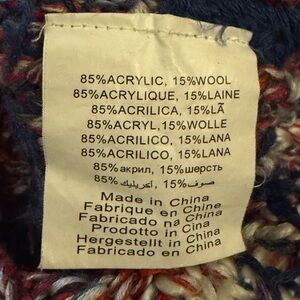 85%ACRYLIC, 15%WOOL
85%ACRYLIQUE, 15%LAINE
85%ACRILICA, 15%LÃ
85%ACRYL,15%WOLLE
85%ACRILICO, 15%LANA
85%ACRILICO, 15%LANA
85%акрил, 15%шерсть
85% أكريليك ,15% صوف
Made in China
Fabrique en Chine
Fabricado na China
Prodotto in Cina
Hergestellt in China
Fabricado en China